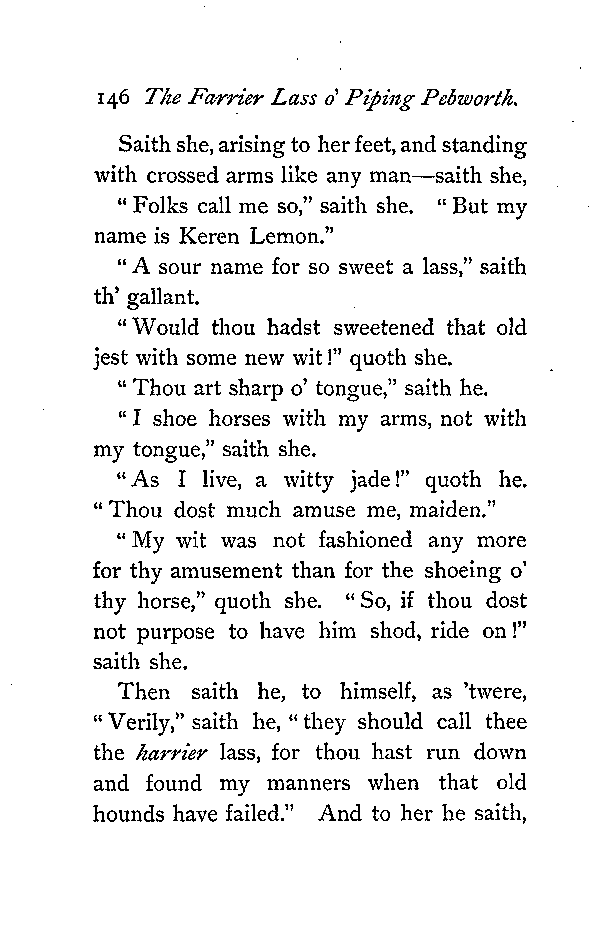 146 The Farrier Lass o' Piping Pebworth.
Saith she, arising to her feet, and standing
with crossed arms like any man—saith she,
“Folks call me so,” saith she. “But my
name is Keren Lemon.”
“A sour name for so sweet a lass,” saith
th’ gallant.
“Would thou hadst sweetened that old
jest with some new wit!” quoth she.
“Thou art sharp o’ tongue,” saith he.
“I shoe horses with my arms, not with
my tongue,” saith she.
“As I live, a witty jade!” quoth he.
“Thou dost much amuse me, maiden.”
“My wit was not fashioned any more
for thy amusement than for the shoeing o’
thy horse,” quoth she. “So, if thou dost
not purpose to have him shod, ride on!”
saith she.
Then saith he, to himself, as ’twere,
“Verily,” saith he, “they should call thee
the harrier lass, for thou hast run down
and found my manners when that old
hounds have failed.” And to her he saith,